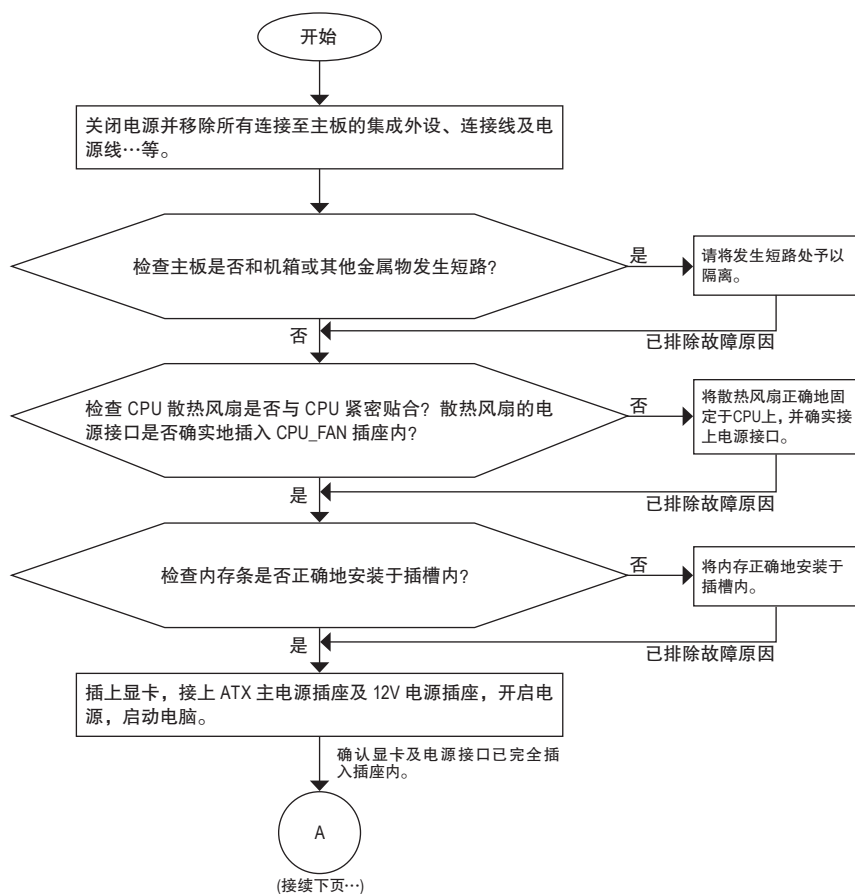 开始
关闭电源并移除所有连接至主板的集成外设、连接线及电
源线⋯等。
检查主板是否和机箱或其他金属物发生短路?
是
请将发生短路处予以
隔离。
否
已排除故障原因
检查 CPU 散热风扇是否与 CPU 紧密贴合? 散热风扇的电
源接口是否确实地插入 CPU_FAN 插座内?
否
将散热风扇正确地固
定于CPU上,并确实接
上电源接口。
是
已排除故障原因
检查内存条是否正确地安装于插槽内?
否
将内存正确地安装于
插槽内。
是
已排除故障原因
插上显卡，接上 ATX 主电源插座及 12V 电源插座，开启电
源，启动电脑。
确认显卡及电源接口已完全插
入插座内。
A
(接续下页⋯)